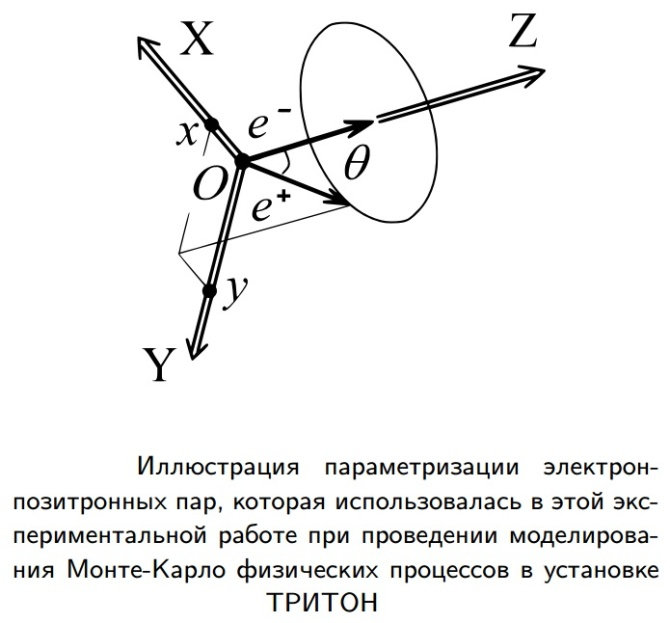 X
Z
x
e⁻
O
θ
e⁺
y
Y
Иллюстрация параметризации электрон-
позитронных пар, которая использовалась в этой экс-
периментальной работе при проведении моделирова-
ния Монте-Карло физических процессов в установке
ТРИТОН